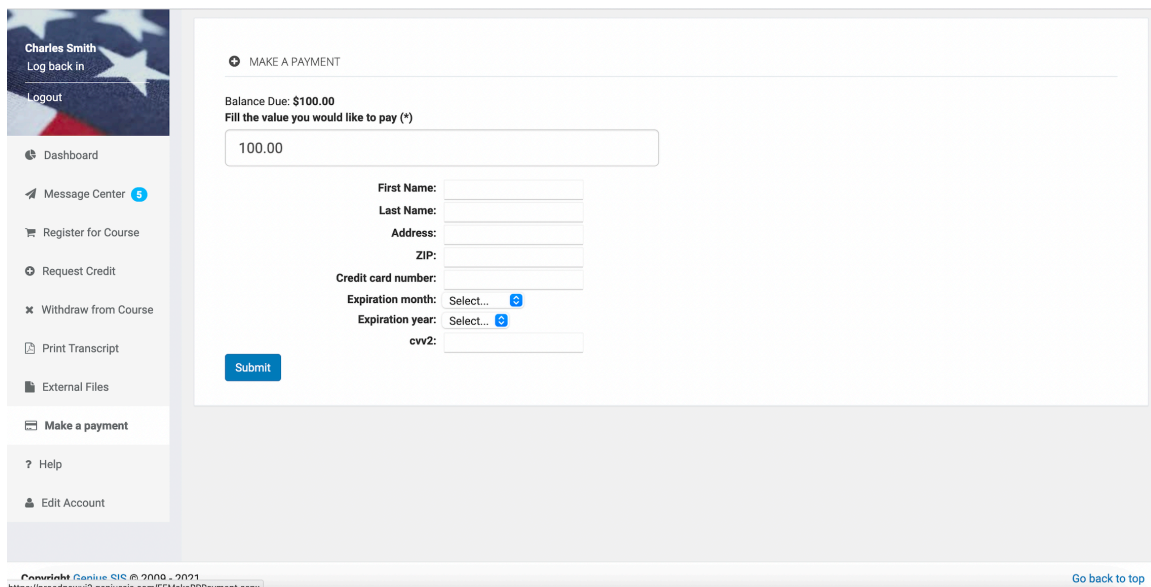 Charles Smith
Log back in
Logout
Dashboard
Message Center 5
Register for Course
Request Credit
Withdraw from Course
Print Transcript
External Files
Make a payment
? Help
Edit Account
MAKE A PAYMENT
Balance Due: $100.00
Fill the value you would like to pay (*)
100.00
First Name:
Last Name:
Address:
ZIP:
Credit card number:
Expiration month: Select...
Expiration year: Select...
cvv2:
Submit
Copyright Genius SIS © 2009 - 2021
Go back to top